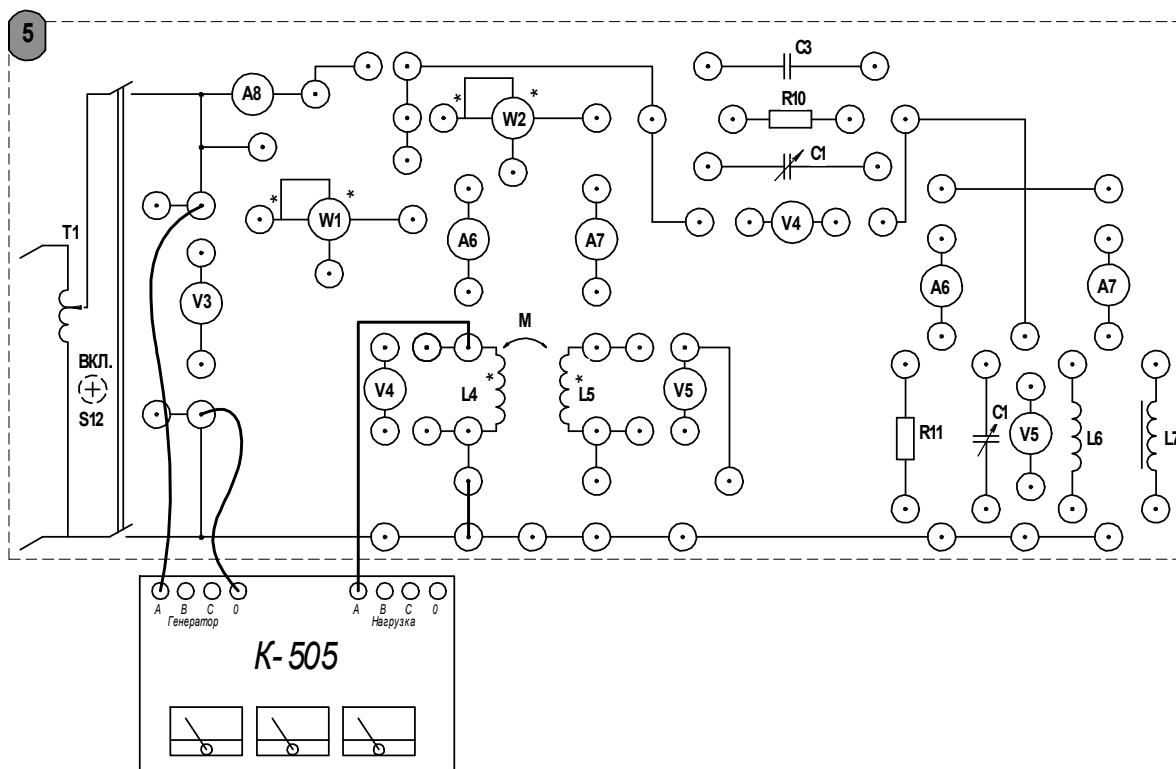 5
C3
A8
R10
* W2 *
C1
* W1 *
A6
A7
V4
T1
V3
A6
A7
M
ВКЛ.
V4
* L4
* L5
V5
S12
R11
C1
V5
L6
L7
А В С 0
Генератор
А В С 0
Нагрузка
К-505